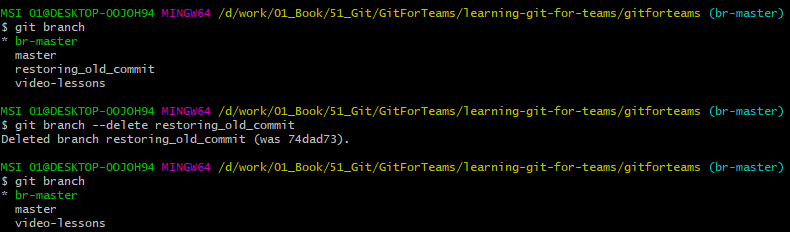 MSI 01@DESKTOP-OOJOH94 MINGW64 /d/work/01_Book/51_Git/GitForTeams/learning-git-for-teams/gitforteams (br-master)
$ git branch
* br-master
  master
  restoring_old_commit
  video-lessons

MSI 01@DESKTOP-OOJOH94 MINGW64 /d/work/01_Book/51_Git/GitForTeams/learning-git-for-teams/gitforteams (br-master)
$ git branch --delete restoring_old_commit
Deleted branch restoring_old_commit (was 74dad73).

MSI 01@DESKTOP-OOJOH94 MINGW64 /d/work/01_Book/51_Git/GitForTeams/learning-git-for-teams/gitforteams (br-master)
$ git branch
* br-master
  master
  video-lessons